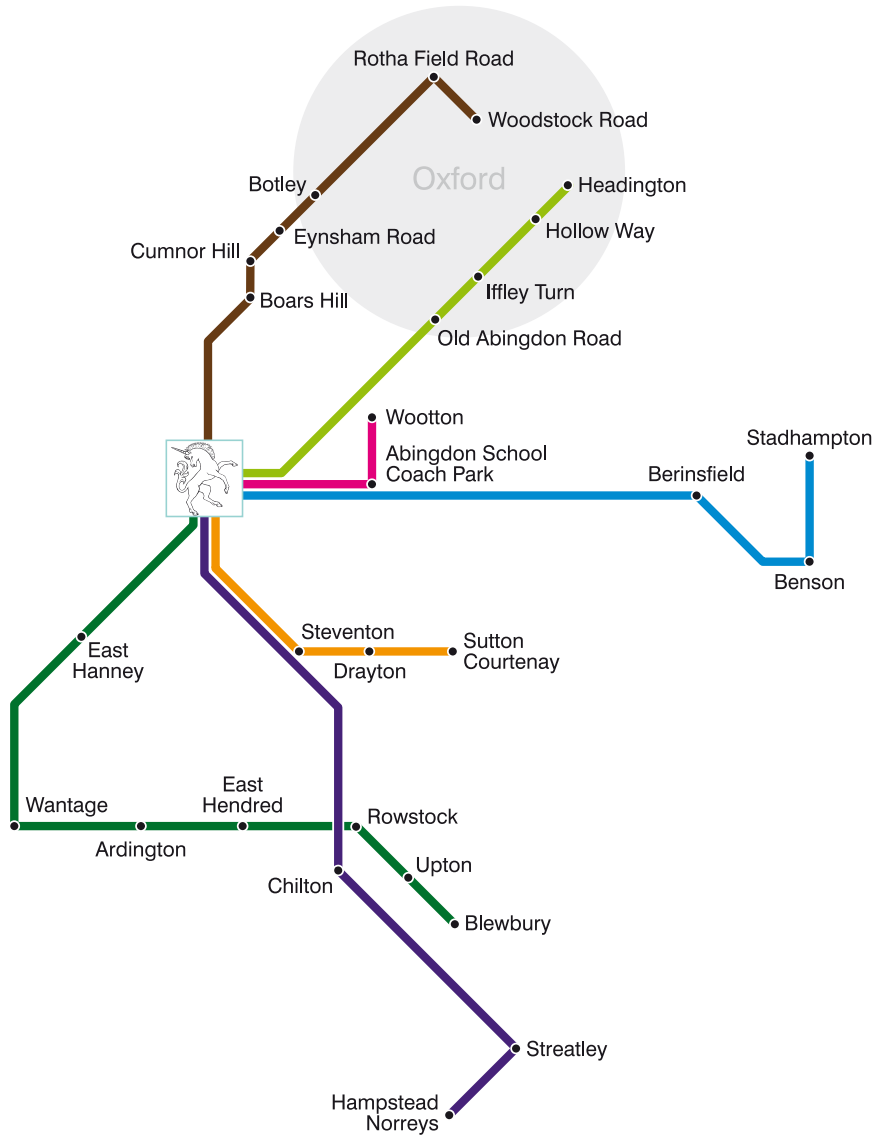 Rotha Field Road
Woodstock Road
Oxford
Botley
Headington
Hollow Way
Eynsham Road
Cumnor Hill
Iffley Turn
Boars Hill
Old Abingdon Road
Wootton
Abingdon School
Coach Park
Stadhampton
Berinsfield
Benson
East
Hanney
Steventon
Drayton
Sutton
Courtenay
Wantage
East
Hendred
Ardington
Rowstock
Upton
Chilton
Blewbury
Streatley
Hampstead
Norreys